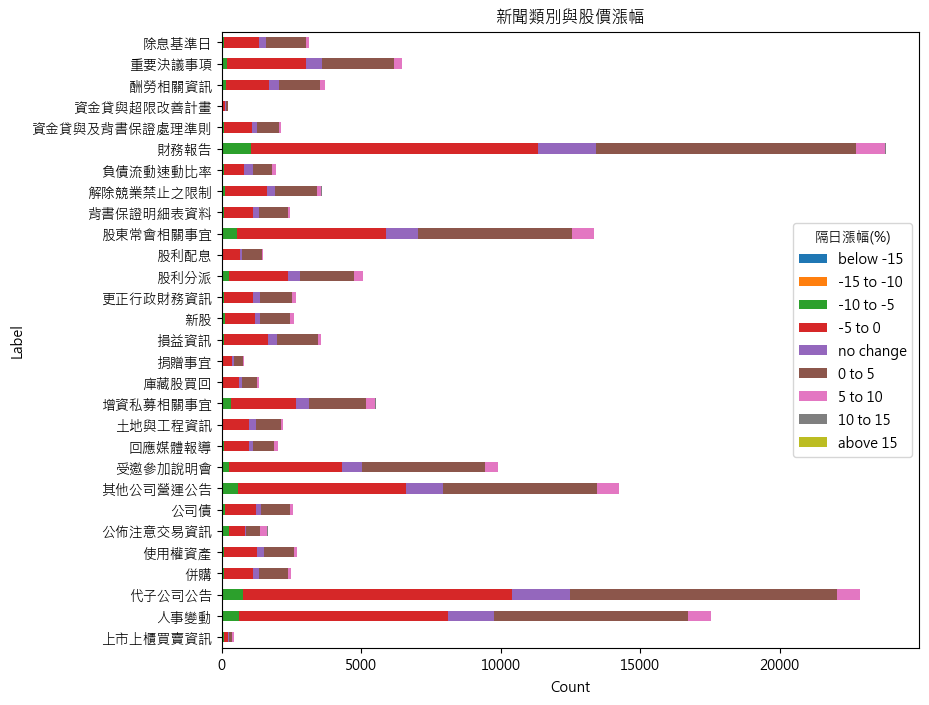 新聞類別與股價漲幅
除息基準日
重要決議事項
酬勞相關資訊
資金貸與超限改善計畫
資金貸與及背書保證處理準則
財務報告
負債流動速動比率
解除競業禁止之限制
背書保證明細表資料
股東常會相關事宜
股利配息
股利分派
更正行政財務資訊
新股
損益資訊
捐贈事宜
庫藏股買回
增資私募相關事宜
土地與工程資訊
回應媒體報導
受邀參加說明會
其他公司營運公告
公司債
公佈注意交易資訊
使用權資產
併購
代子公司公告
人事變動
上市上櫃買賣資訊
Label
0 5000 10000 15000 20000
Count
隔日漲幅(%)
below -15
-15 to -10
-10 to -5
-5 to 0
no change
0 to 5
5 to 10
10 to 15
above 15